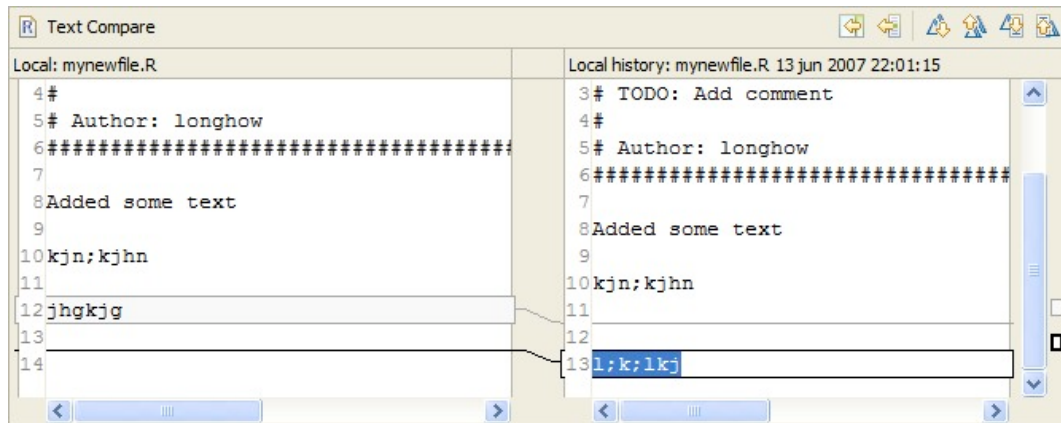 R Text Compare
Local: mynewfile.R
Local history: mynewfile.R 13 jun 2007 22:01:15
4#
5# Author: longhow
6#####################################
7
8Added some text
9
10kjn;kjhn
11
12jhgkjg
13
14
3# TODO: Add comment
4#
5# Author: longhow
6#################################
7
8Added some text
9
10kjn;kjhn
11
12
13l;k;lkj